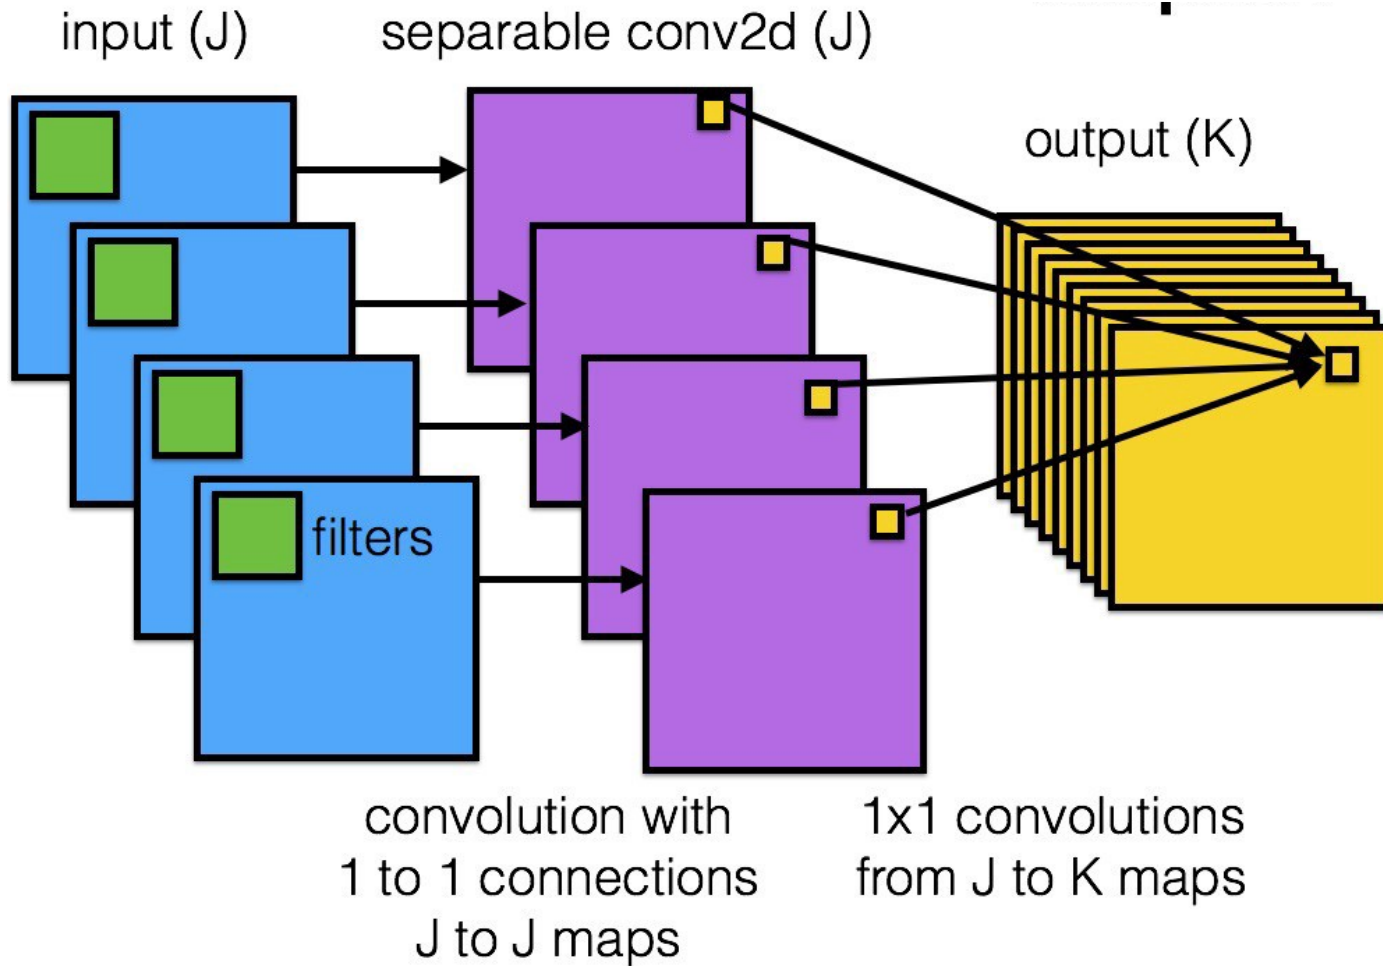 input (J)
separable conv2d (J)
output (K)
filters
convolution with
1 to 1 connections
J to J maps
1x1 convolutions
from J to K maps